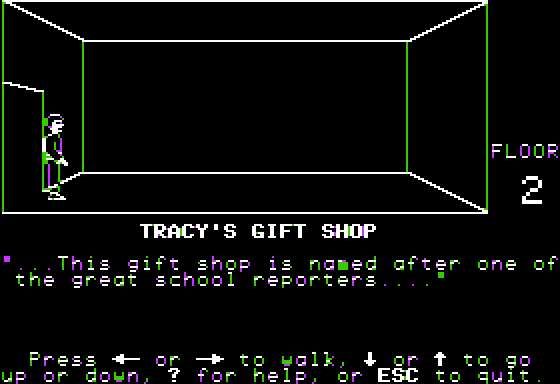 FLOOR
2
TRACY'S GIFT SHOP
"...This gift shop is named after one of
the great school reporters...."
Press ← or → to walk, ↓ or ↑ to go
up or down, ? for help, or ESC to quit.